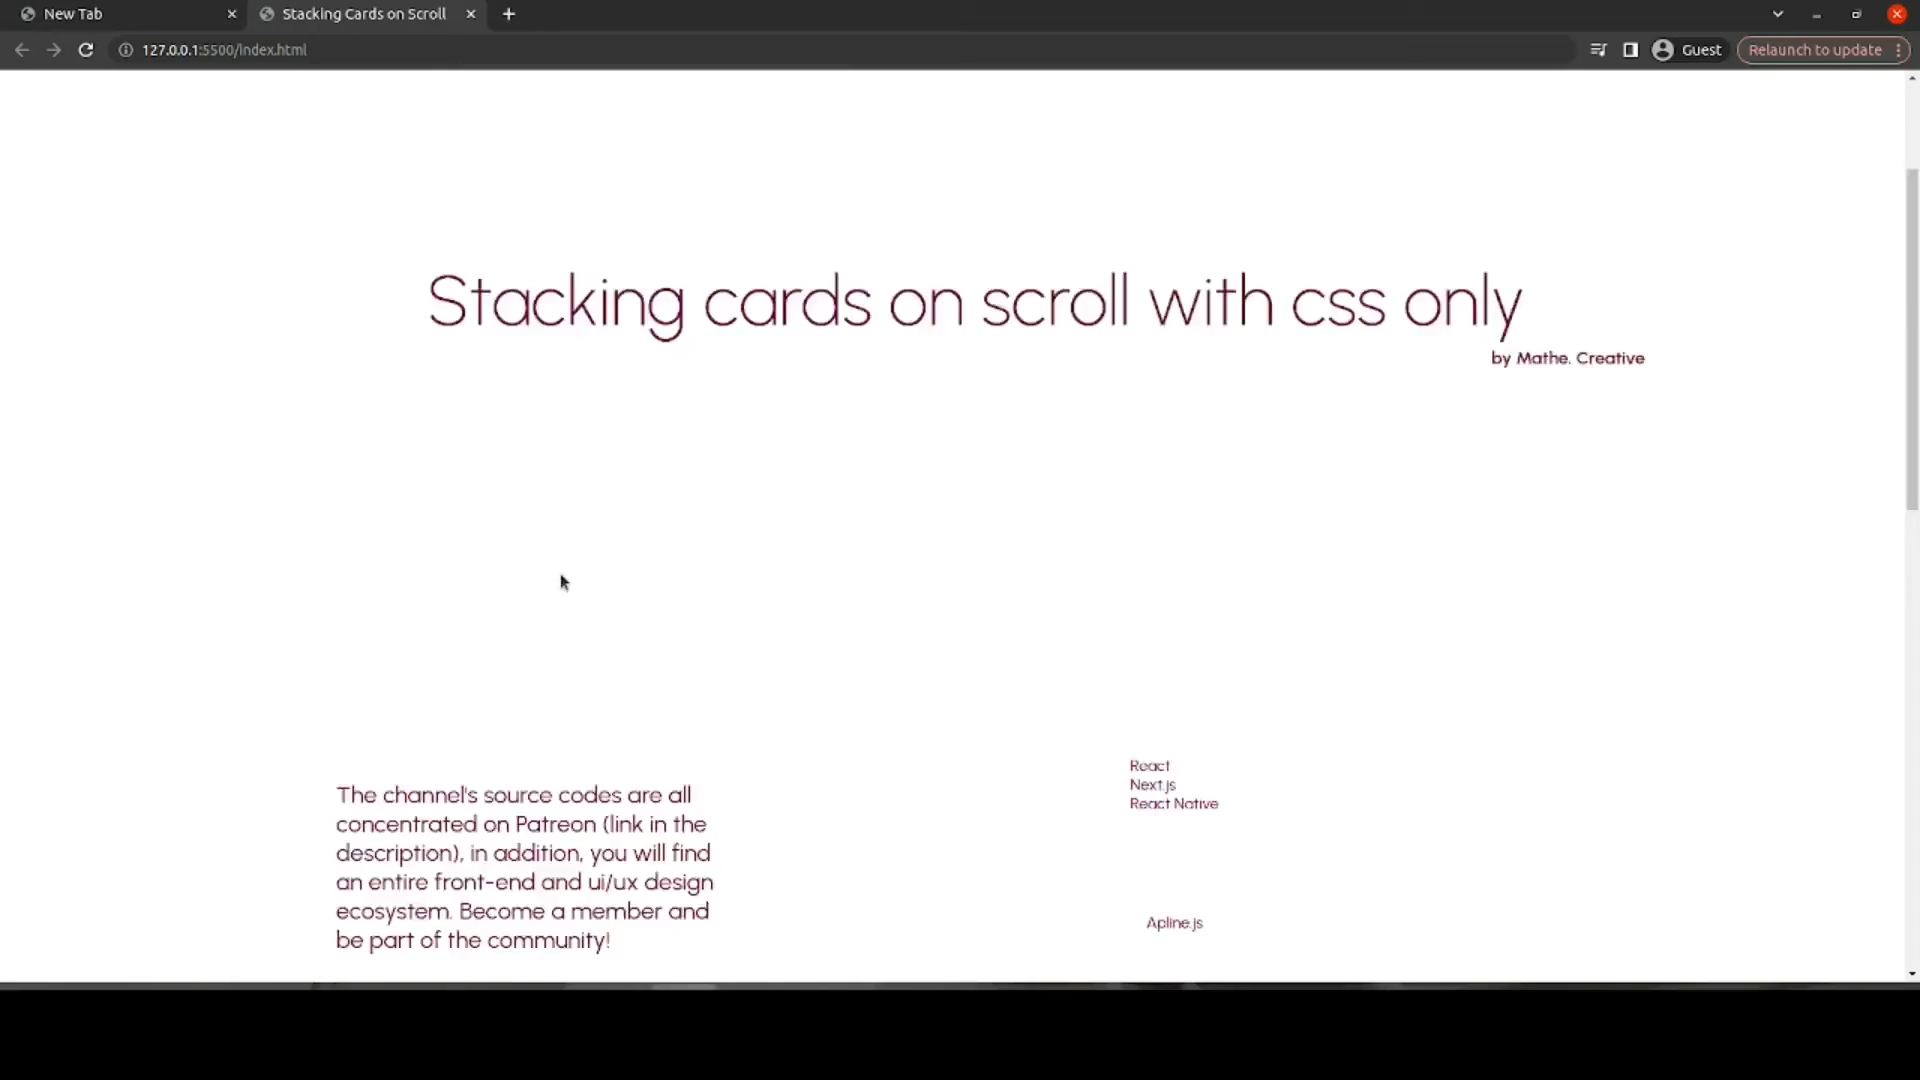 New Tab
Stacking Cards on Scroll
127.0.0.1:5500/index.html
Guest
Relaunch to update
Stacking cards on scroll with css only
by Mathe. Creative
React
Next.js
React Native
The channel's source codes are all
concentrated on Patreon (link in the
description), in addition, you will find
an entire front-end and ui/ux design
ecosystem. Become a member and
be part of the community!
Apline.js